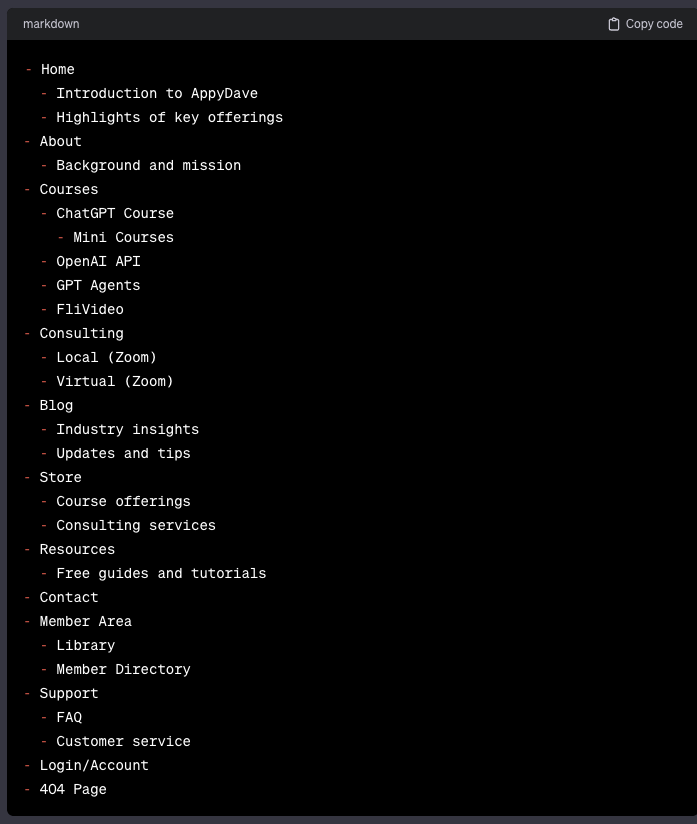 markdown
Copy code
- Home
  - Introduction to AppyDave
  - Highlights of key offerings
- About
  - Background and mission
- Courses
  - ChatGPT Course
    - Mini Courses
  - OpenAI API
  - GPT Agents
  - FliVideo
- Consulting
  - Local (Zoom)
  - Virtual (Zoom)
- Blog
  - Industry insights
  - Updates and tips
- Store
  - Course offerings
  - Consulting services
- Resources
  - Free guides and tutorials
- Contact
- Member Area
  - Library
  - Member Directory
- Support
  - FAQ
  - Customer service
- Login/Account
- 404 Page